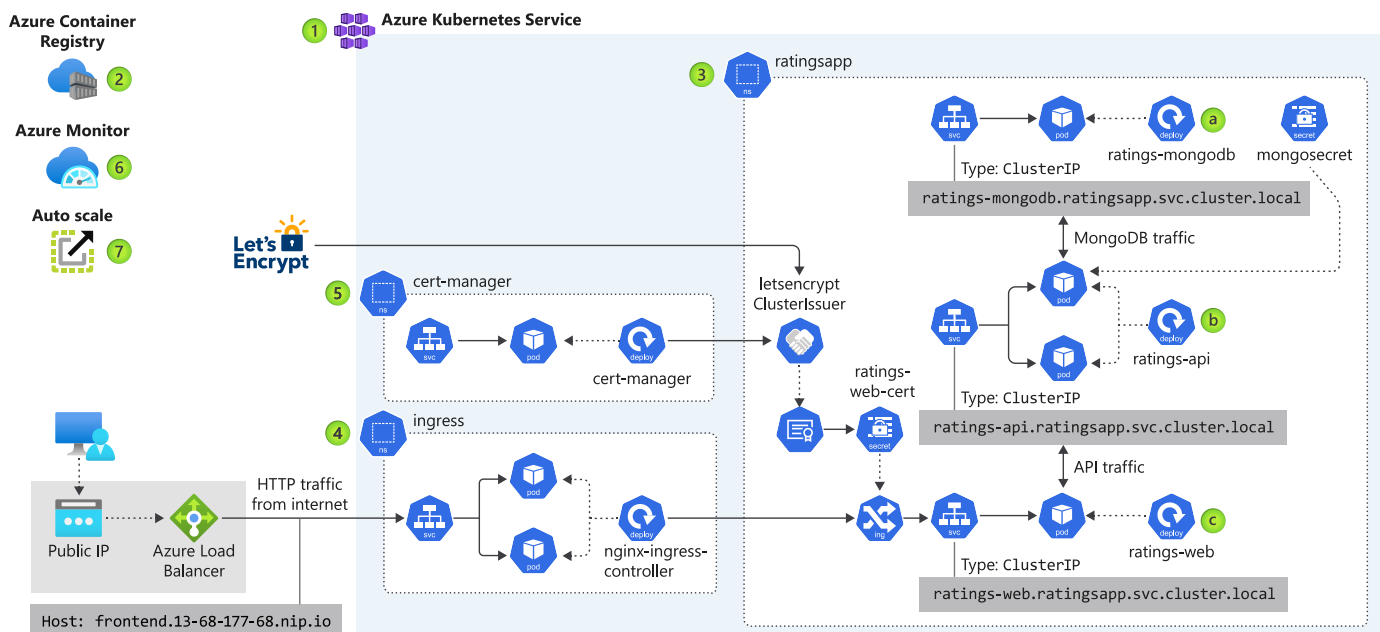 Azure Container
Registry
2
Azure Monitor
6
Auto scale
7
1
Azure Kubernetes Service
Let's
Encrypt
3
ratingsapp
ns
svc
pod
deploy
a
ratings-mongodb
secret
mongosecret
Type: ClusterIP
ratings-mongodb.ratingsapp.svc.cluster.local
MongoDB traffic
5
cert-manager
ns
svc
pod
deploy
cert-manager
letsencrypt
ClusterIssuer
ratings-
web-cert
secret
svc
pod
pod
deploy
b
ratings-api
Type: ClusterIP
ratings-api.ratingsapp.svc.cluster.local
API traffic
4
ingress
ns
svc
pod
pod
deploy
nginx-ingress-
controller
HTTP traffic
from internet
Public IP
Azure Load
Balancer
Host: frontend.13-68-177-68.nip.io
ing
svc
pod
deploy
c
ratings-web
Type: ClusterIP
ratings-web.ratingsapp.svc.cluster.local